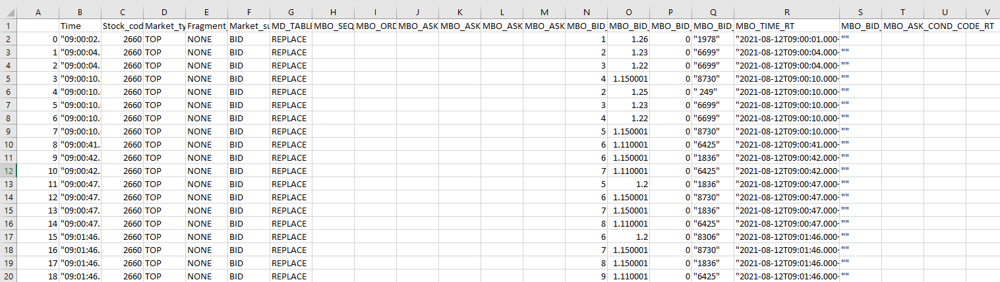 A B C D E F G H I J K L M N O P Q R S T U V
1 Time Stock_cod Market_ty Fragment_ Market_su MD_TABLE MBO_SEQ MBO_ORD MBO_ASK MBO_ASK MBO_ASK MBO_ASK MBO_BID_ MBO_BID_ MBO_BID_ MBO_BID_ MBO_TIME_RT MBO_BID_ MBO_ASK_COND_CODE_RT
2 0 "09:00:02. 2660 TOP NONE BID REPLACE 1 1.26 0 "1978" "2021-08-12T09:00:01.000- ""
3 1 "09:00:04. 2660 TOP NONE BID REPLACE 2 1.23 0 "6699" "2021-08-12T09:00:04.000- ""
4 2 "09:00:04. 2660 TOP NONE BID REPLACE 3 1.22 0 "6699" "2021-08-12T09:00:04.000- ""
5 3 "09:00:10. 2660 TOP NONE BID REPLACE 4 1.150001 0 "8730" "2021-08-12T09:00:10.000- ""
6 4 "09:00:10. 2660 TOP NONE BID REPLACE 2 1.25 0 " 249" "2021-08-12T09:00:10.000- ""
7 5 "09:00:10. 2660 TOP NONE BID REPLACE 3 1.23 0 "6699" "2021-08-12T09:00:10.000- ""
8 6 "09:00:10. 2660 TOP NONE BID REPLACE 4 1.22 0 "6699" "2021-08-12T09:00:10.000- ""
9 7 "09:00:10. 2660 TOP NONE BID REPLACE 5 1.150001 0 "8730" "2021-08-12T09:00:10.000- ""
10 8 "09:00:41. 2660 TOP NONE BID REPLACE 6 1.110001 0 "6425" "2021-08-12T09:00:41.000- ""
11 9 "09:00:42. 2660 TOP NONE BID REPLACE 6 1.150001 0 "1836" "2021-08-12T09:00:42.000- ""
12 10 "09:00:42. 2660 TOP NONE BID REPLACE 7 1.110001 0 "6425" "2021-08-12T09:00:42.000- ""
13 11 "09:00:47. 2660 TOP NONE BID REPLACE 5 1.2 0 "1836" "2021-08-12T09:00:47.000- ""
14 12 "09:00:47. 2660 TOP NONE BID REPLACE 6 1.150001 0 "8730" "2021-08-12T09:00:47.000- ""
15 13 "09:00:47. 2660 TOP NONE BID REPLACE 7 1.150001 0 "1836" "2021-08-12T09:00:47.000- ""
16 14 "09:00:47. 2660 TOP NONE BID REPLACE 8 1.110001 0 "6425" "2021-08-12T09:00:47.000- ""
17 15 "09:01:46. 2660 TOP NONE BID REPLACE 6 1.2 0 "8306" "2021-08-12T09:01:46.000- ""
18 16 "09:01:46. 2660 TOP NONE BID REPLACE 7 1.150001 0 "8730" "2021-08-12T09:01:46.000- ""
19 17 "09:01:46. 2660 TOP NONE BID REPLACE 8 1.150001 0 "1836" "2021-08-12T09:01:46.000- ""
20 18 "09:01:46. 2660 TOP NONE BID REPLACE 9 1.110001 0 "6425" "2021-08-12T09:01:46.000- ""